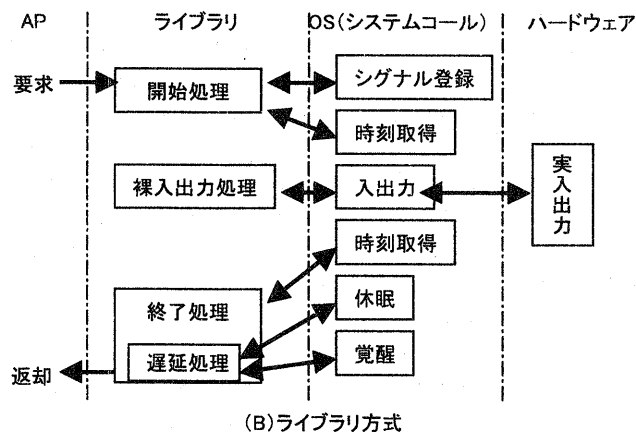 AP
ライブラリ
OS(システムコール)
ハードウェア
要求
開始処理
シグナル登録
時刻取得
裸入出力処理
入出力
実入出力
時刻取得
終了処理
休眠
遅延処理
覚醒
返却
(B)ライブラリ方式